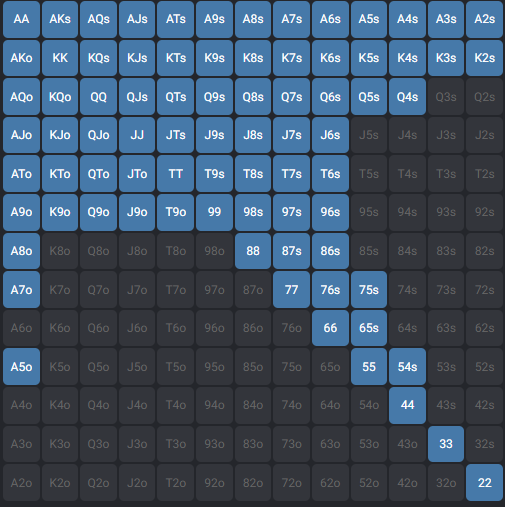 AA AKs AQs AJs ATs A9s A8s A7s A6s A5s A4s A3s A2s
AKo KK KQs KJs KTs K9s K8s K7s K6s K5s K4s K3s K2s
AQo KQo QQ QJs QTs Q9s Q8s Q7s Q6s Q5s Q4s Q3s Q2s
AJo KJo QJo JJ JTs J9s J8s J7s J6s J5s J4s J3s J2s
ATo KTo QTo JTo TT T9s T8s T7s T6s T5s T4s T3s T2s
A9o K9o Q9o J9o T9o 99 98s 97s 96s 95s 94s 93s 92s
A8o K8o Q8o J8o T8o 98o 88 87s 86s 85s 84s 83s 82s
A7o K7o Q7o J7o T7o 97o 87o 77 76s 75s 74s 73s 72s
A6o K6o Q6o J6o T6o 96o 86o 76o 66 65s 64s 63s 62s
A5o K5o Q5o J5o T5o 95o 85o 75o 65o 55 54s 53s 52s
A4o K4o Q4o J4o T4o 94o 84o 74o 64o 54o 44 43s 42s
A3o K3o Q3o J3o T3o 93o 83o 73o 63o 53o 43o 33 32s
A2o K2o Q2o J2o T2o 92o 82o 72o 62o 52o 42o 32o 22